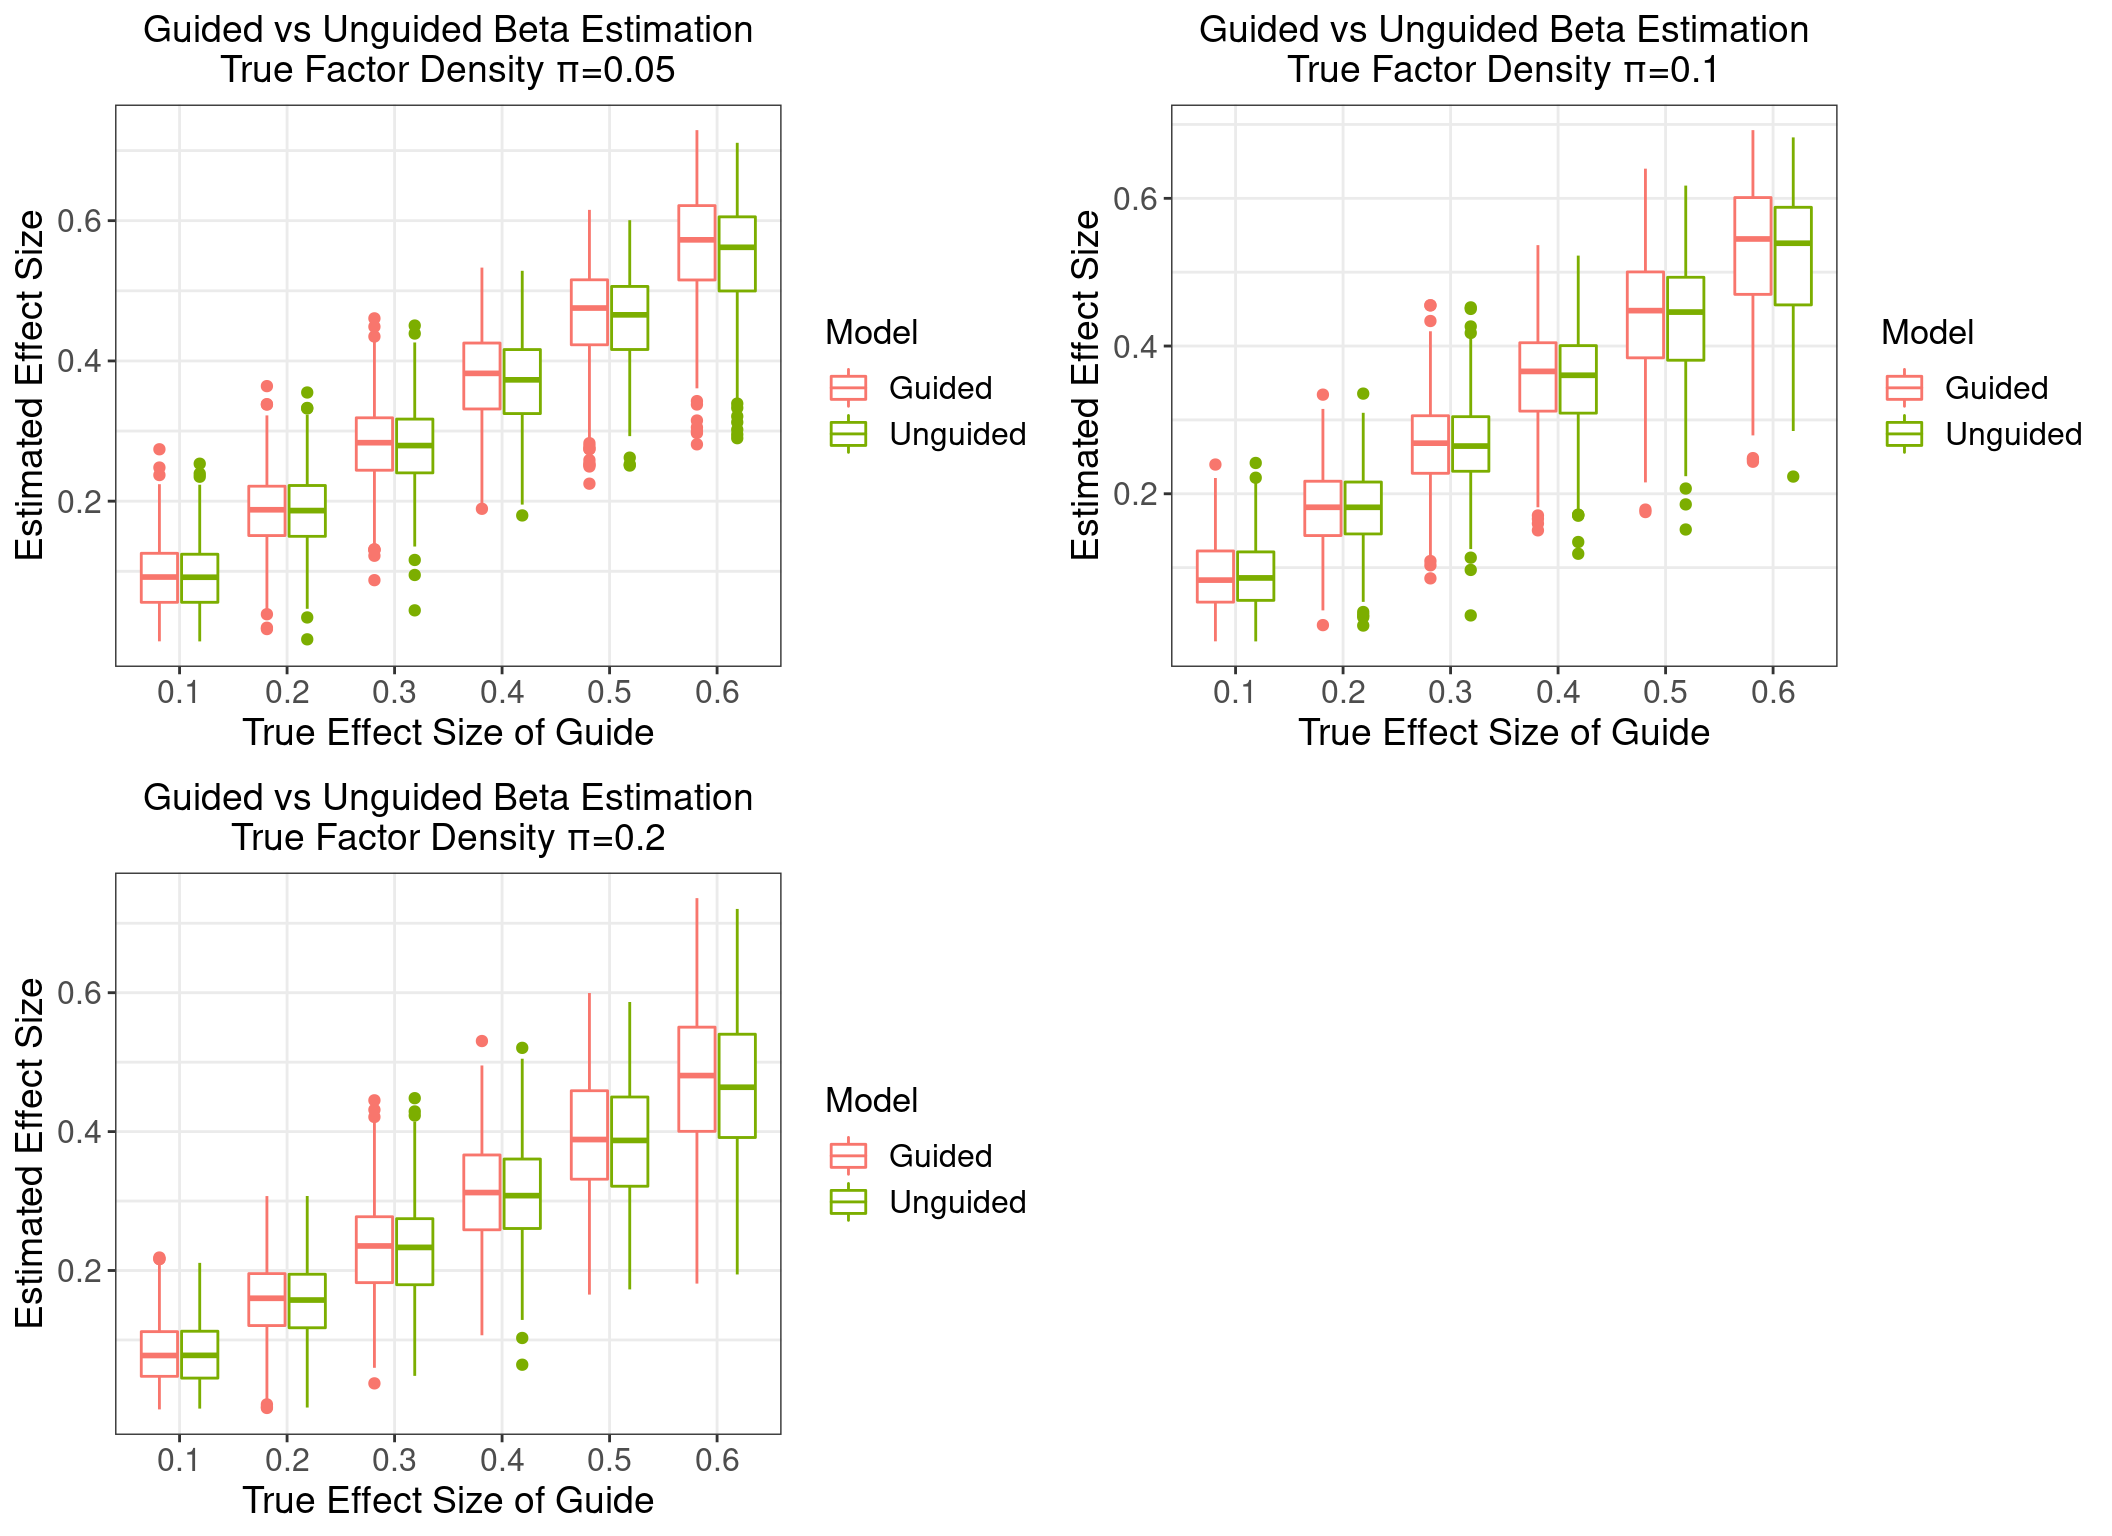 Guided vs Unguided Beta Estimation
True Factor Density π=0.05
Estimated Effect Size
0.6
0.4
0.2
0.1 0.2 0.3 0.4 0.5 0.6
True Effect Size of Guide
Model
Guided
Unguided
Guided vs Unguided Beta Estimation
True Factor Density π=0.1
Estimated Effect Size
0.6
0.4
0.2
0.1 0.2 0.3 0.4 0.5 0.6
True Effect Size of Guide
Model
Guided
Unguided
Guided vs Unguided Beta Estimation
True Factor Density π=0.2
Estimated Effect Size
0.6
0.4
0.2
0.1 0.2 0.3 0.4 0.5 0.6
True Effect Size of Guide
Model
Guided
Unguided